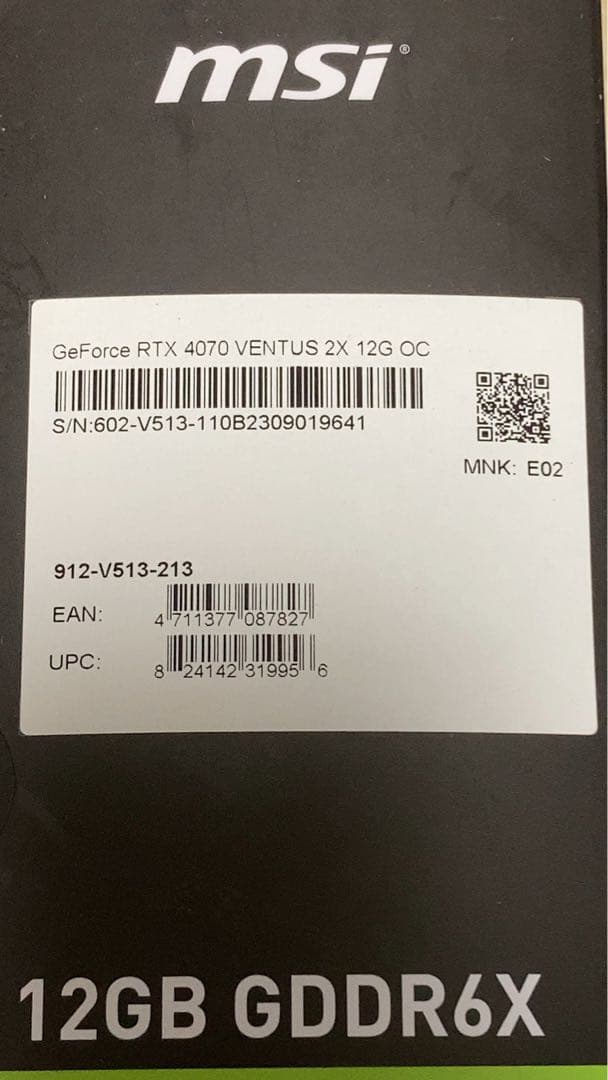 msi®
GeForce RTX 4070 VENTUS 2X 12G OC
S/N:602-V513-110B2309019641
MNK: E02
912-V513-213
EAN:
4 711377 087827
UPC:
8 24142 31995 6
12GB GDDR6X